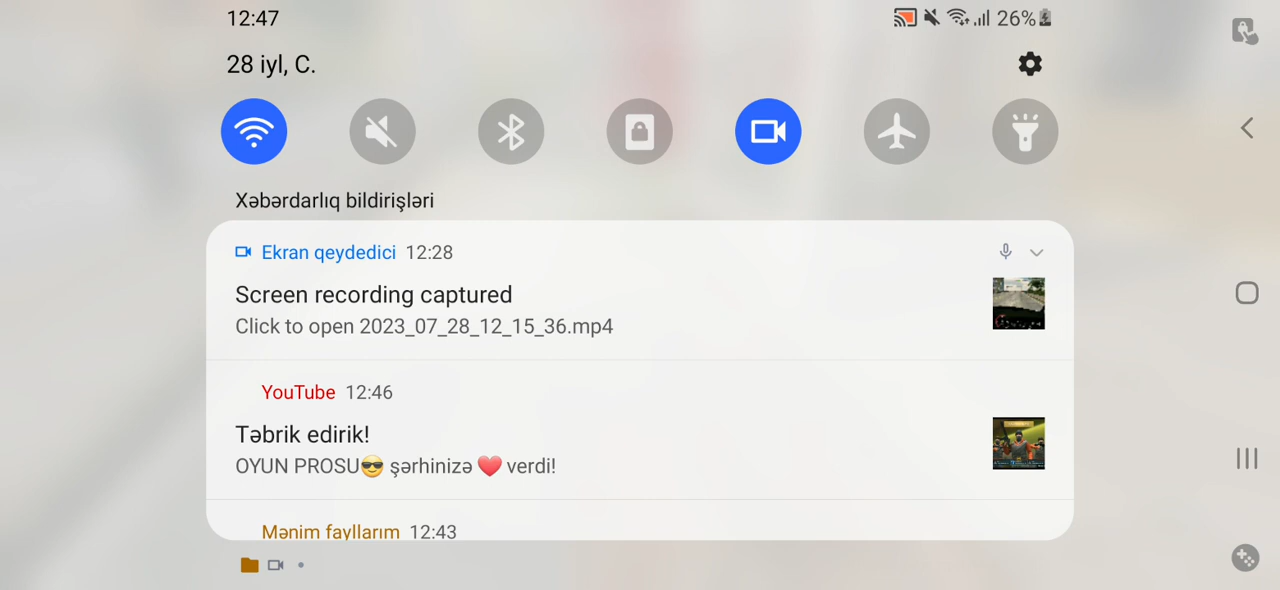 12:47
26%
28 iyl, C.
Xəbərdarlıq bildirişləri
Ekran qeydedici 12:28
Screen recording captured
Click to open 2023_07_28_12_15_36.mp4
YouTube 12:46
Təbrik edirik!
OYUN PROSU😎 şərhinizə ❤️ verdi!
Mənim fayllarım 12:43